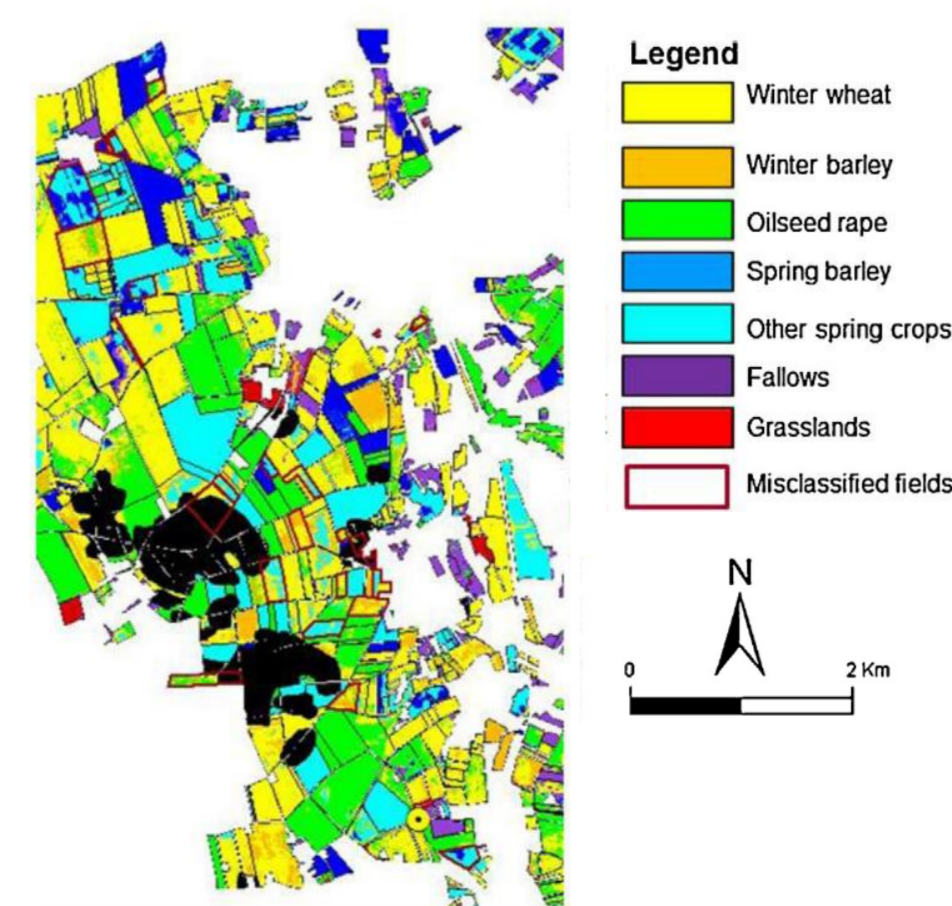 Legend
Winter wheat
Winter barley
Oilseed rape
Spring barley
Other spring crops
Fallows
Grasslands
Misclassified fields
N
0 2 Km